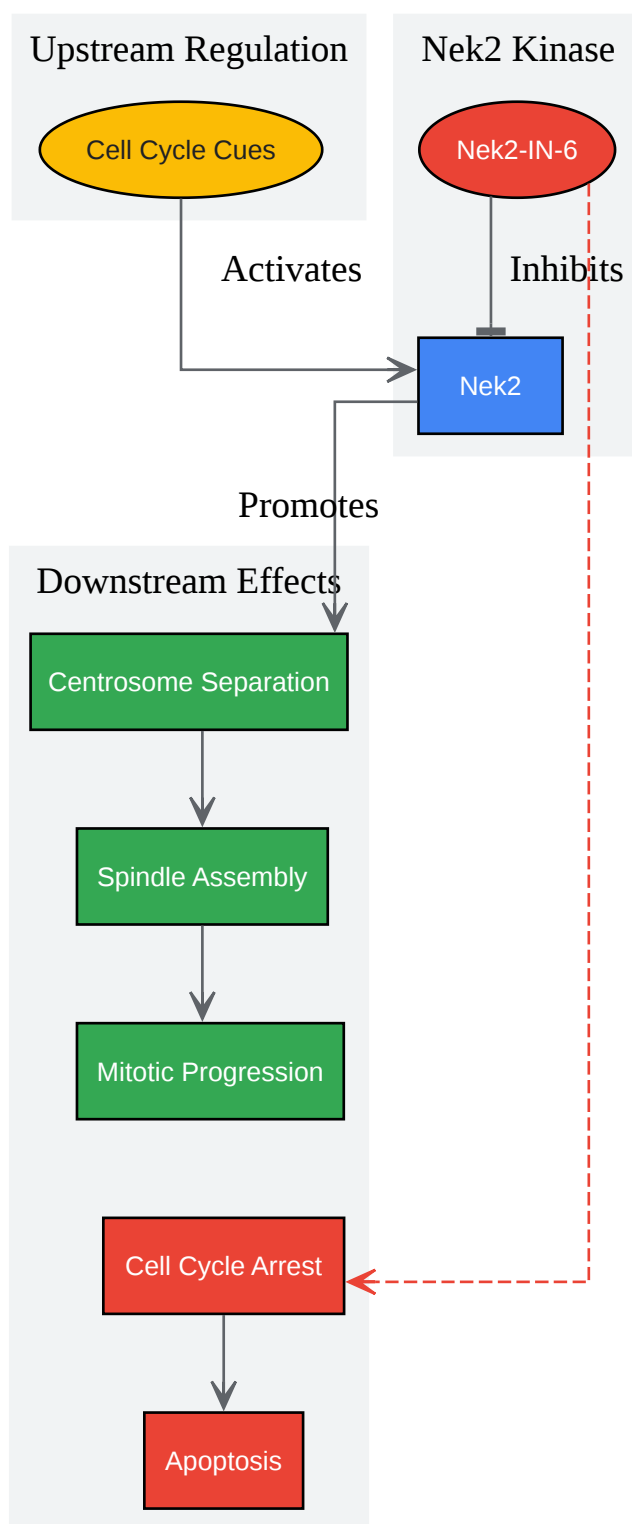 Upstream Regulation
Nek2 Kinase
Cell Cycle Cues
Nek2-IN-6
Activates
Inhibits
Nek2
Promotes
Downstream Effects
Centrosome Separation
Spindle Assembly
Mitotic Progression
Cell Cycle Arrest
Apoptosis